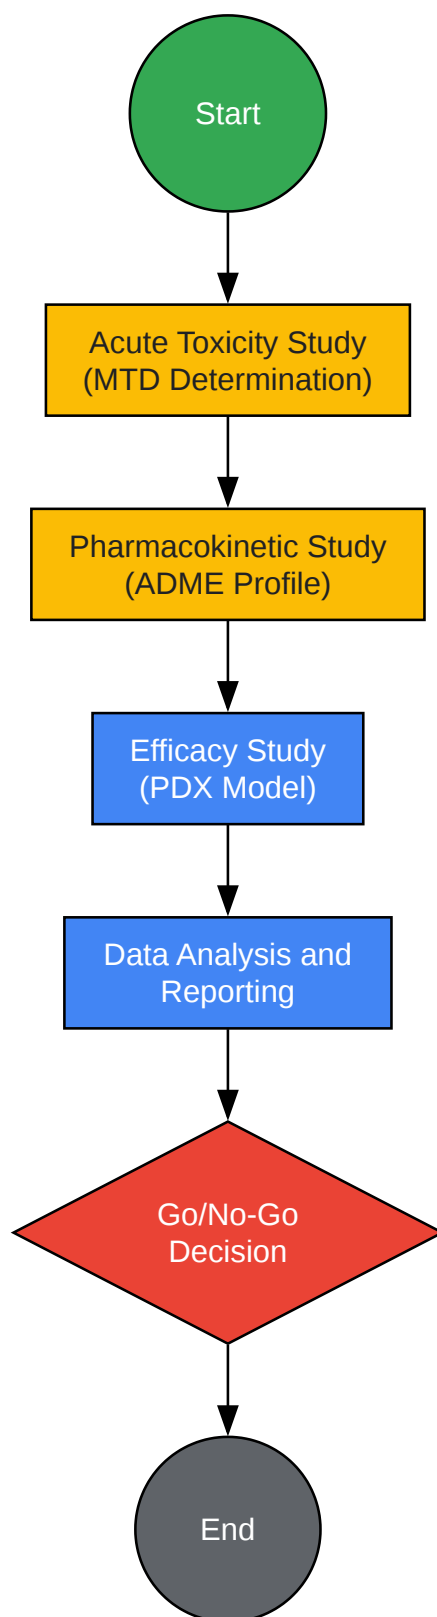 Start
Acute Toxicity Study
(MTD Determination)
Pharmacokinetic Study
(ADME Profile)
Efficacy Study
(PDX Model)
Data Analysis and
Reporting
Go/No-Go
Decision
End